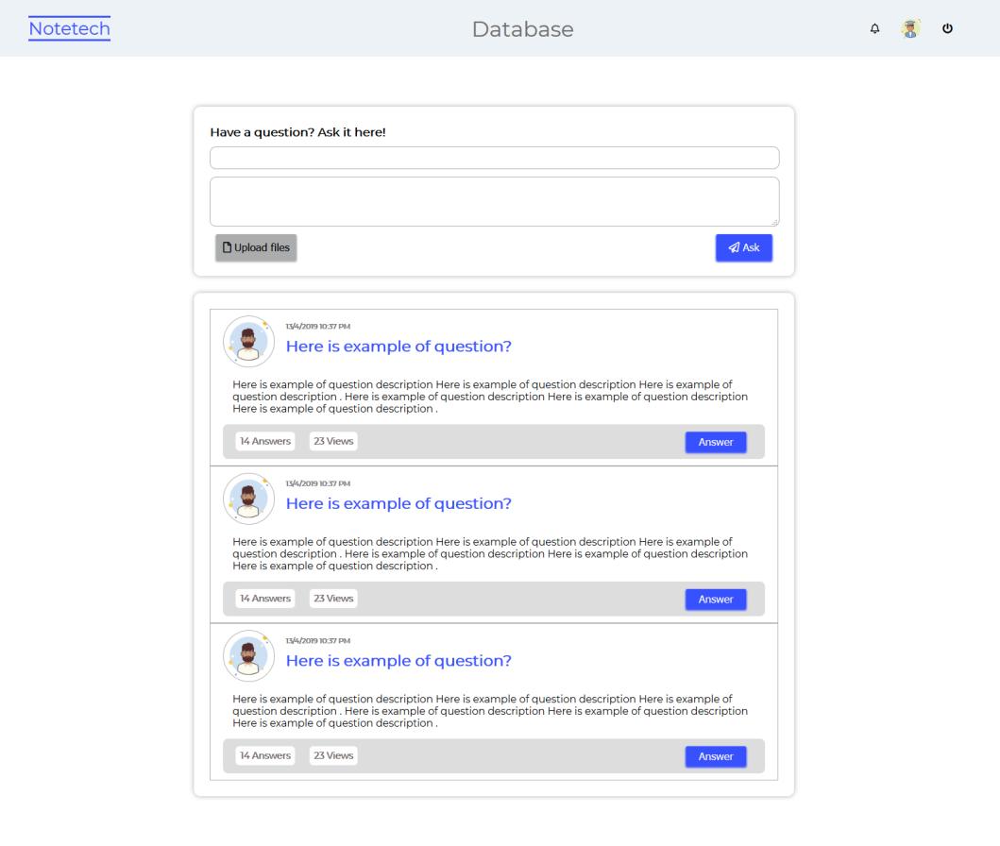 Notetech
Database
Have a question? Ask it here!
Upload files
Ask
13/4/2019 10:37 PM
Here is example of question?
Here is example of question description Here is example of question description Here is example of
question description . Here is example of question description Here is example of question description
Here is example of question description .
14 Answers
23 Views
Answer
13/4/2019 10:37 PM
Here is example of question?
Here is example of question description Here is example of question description Here is example of
question description . Here is example of question description Here is example of question description
Here is example of question description .
14 Answers
23 Views
Answer
13/4/2019 10:37 PM
Here is example of question?
Here is example of question description Here is example of question description Here is example of
question description . Here is example of question description Here is example of question description
Here is example of question description .
14 Answers
23 Views
Answer